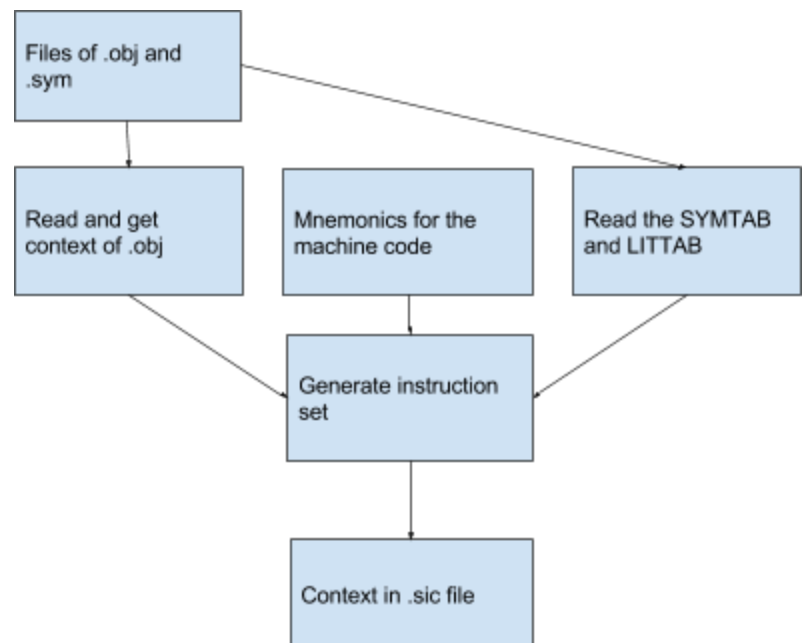 Files of .obj and
.sym
Read and get
context of .obj
Mnemonics for the
machine code
Read the SYMTAB
and LITTAB
Generate instruction
set
Context in .sic file